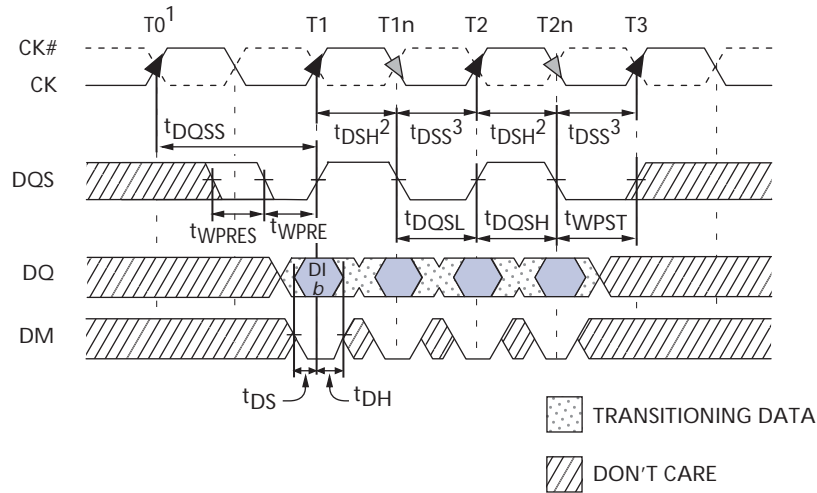 T0¹ T1 T1n T2 T2n T3
CK#
CK
tDQSS tDSH² tDSS³ tDSH² tDSS³
DQS
tWPRES tWPRE tDQSL tDQSH tWPST
DQ
DI
b
DM
tDS tDH
TRANSITIONING DATA
DON'T CARE